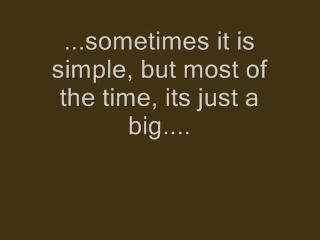 ...sometimes it is
simple, but most of
the time, its just a
big....